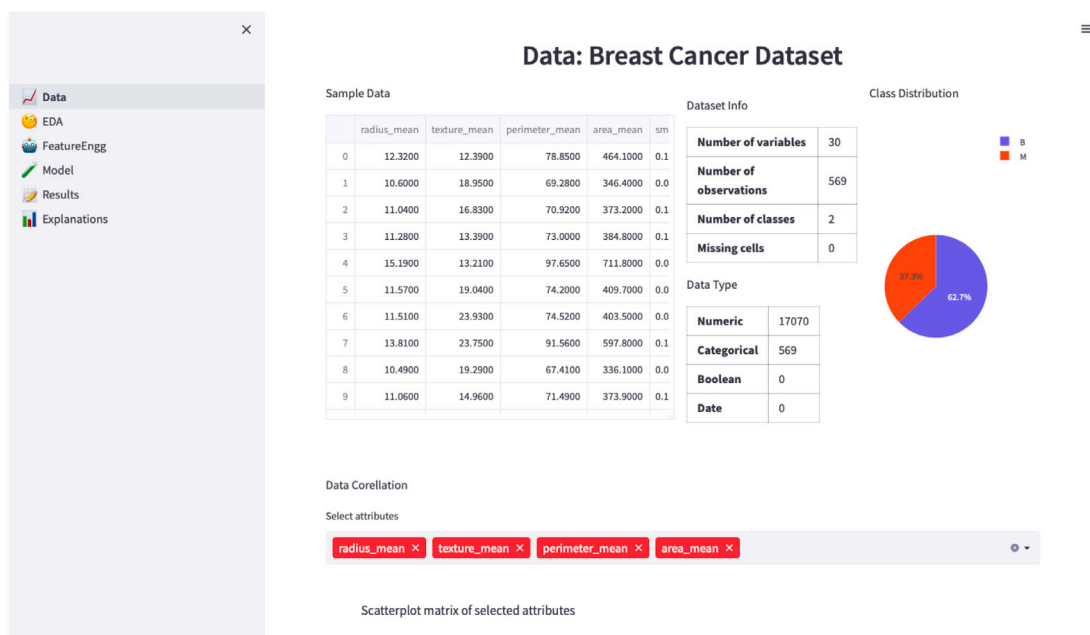 Data
EDA
FeatureEngg
Model
Results
Explanations
Data: Breast Cancer Dataset
Sample Data
radius_mean texture_mean perimeter_mean area_mean sm
0 12.3200 12.3900 78.8500 464.1000 0.1
1 10.6000 18.9500 69.2800 346.4000 0.0
2 11.0400 16.8300 70.9200 373.2000 0.1
3 11.2800 13.3900 73.0000 384.8000 0.1
4 15.1900 13.2100 97.6500 711.8000 0.0
5 11.5700 19.0400 74.2000 409.7000 0.0
6 11.5100 23.9300 74.5200 403.5000 0.0
7 13.8100 23.7500 91.5600 597.8000 0.1
8 10.4900 19.2900 67.4100 336.1000 0.0
9 11.0600 14.9600 71.4900 373.9000 0.1
Dataset Info
Number of variables 30
Number of
observations 569
Number of classes 2
Missing cells 0
Data Type
Numeric 17070
Categorical 569
Boolean 0
Date 0
Class Distribution
B
M
37.3%
62.7%
Data Corellation
Select attributes
radius_mean × texture_mean × perimeter_mean × area_mean ×
Scatterplot matrix of selected attributes